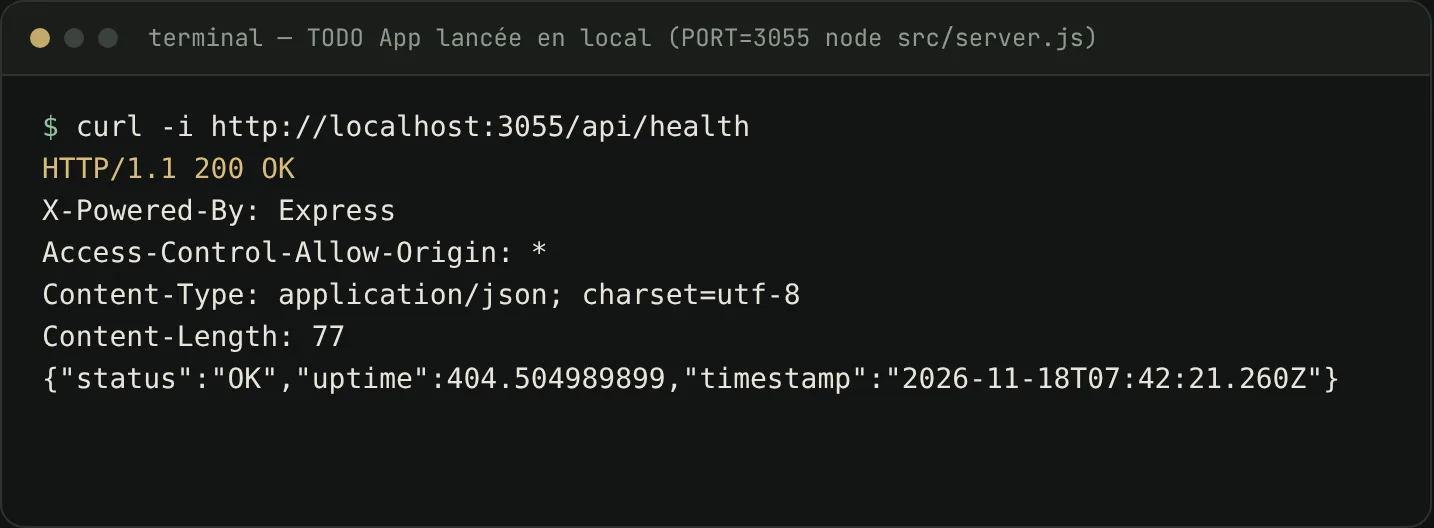 terminal — TODO App lancée en local (PORT=3055 node src/server.js)
$ curl -i http://localhost:3055/api/health
HTTP/1.1 200 OK
X-Powered-By: Express
Access-Control-Allow-Origin: *
Content-Type: application/json; charset=utf-8
Content-Length: 77
{"status":"OK","uptime":404.504989899,"timestamp":"2026-11-18T07:42:21.260Z"}